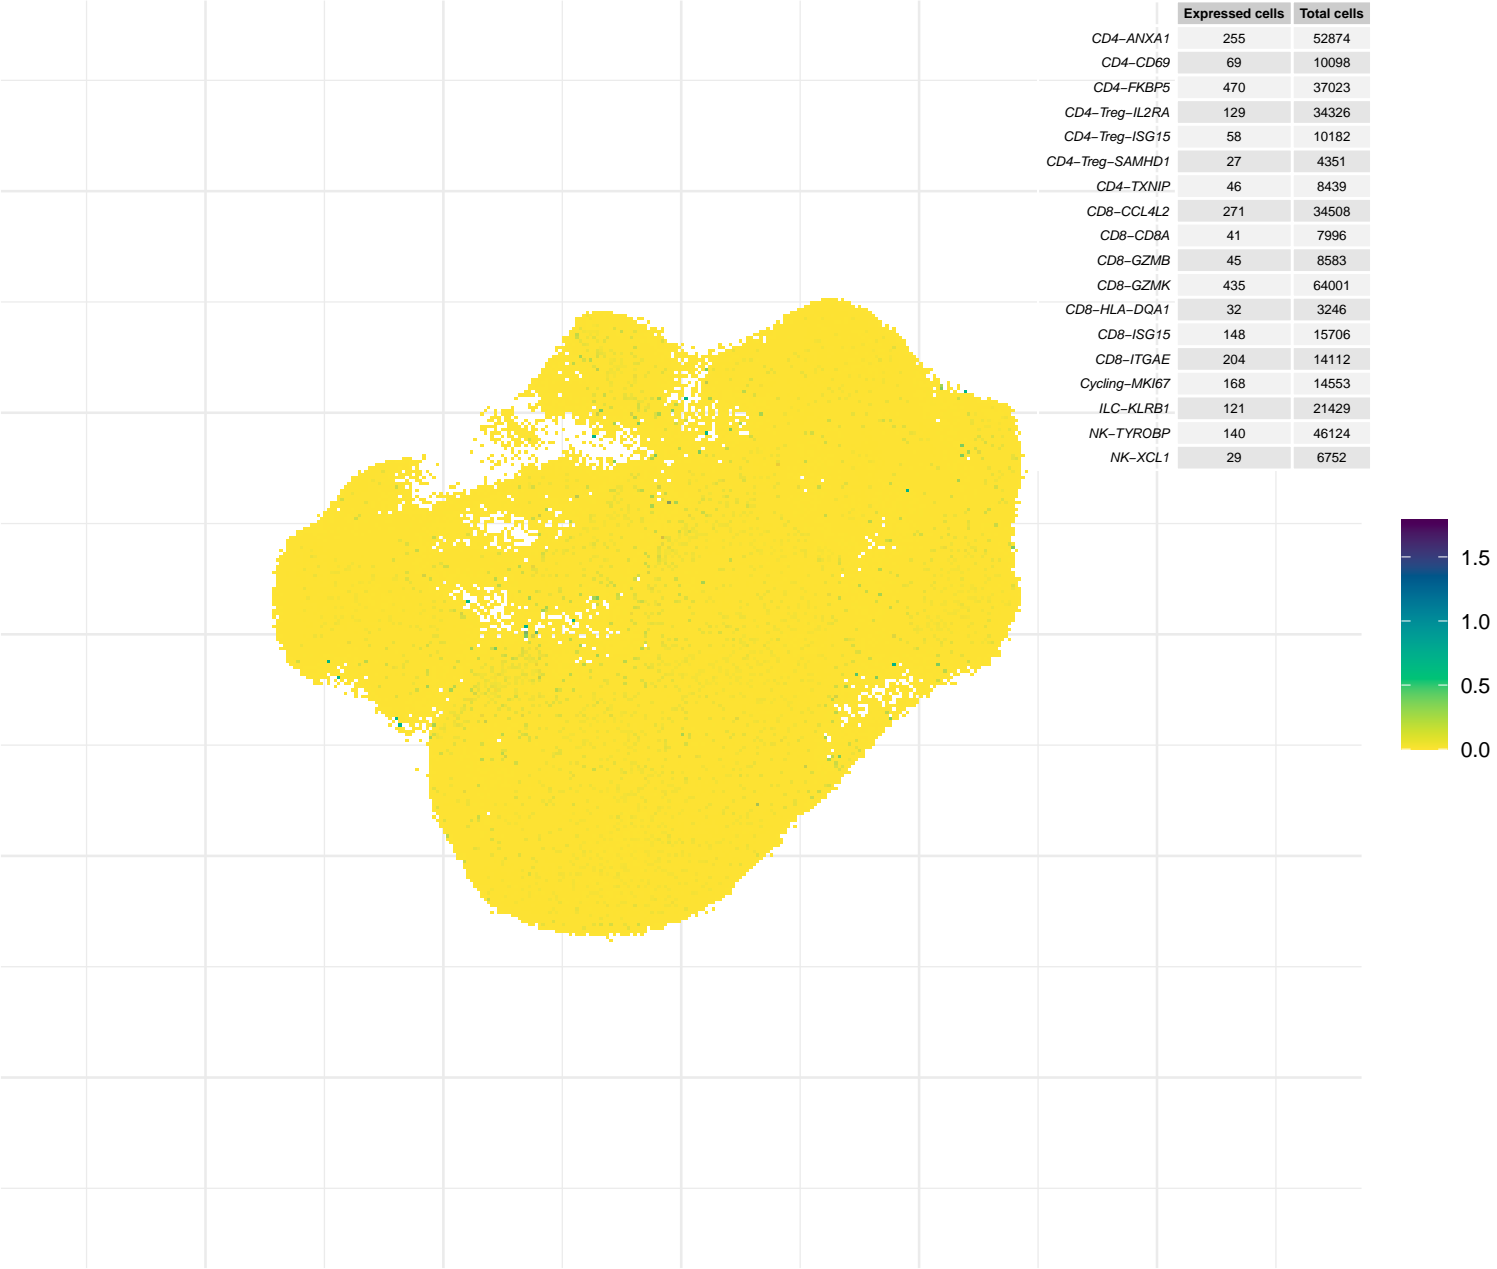 Expressed cells Total cells
CD4−ANXA1 255 52874
CD4−CD69 69 10098
CD4−FKBP5 470 37023
CD4−Treg−IL2RA 129 34326
CD4−Treg−ISG15 58 10182
CD4−Treg−SAMHD1 27 4351
CD4−TXNIP 46 8439
CD8−CCL4L2 271 34508
CD8−CD8A 41 7996
CD8−GZMB 45 8583
CD8−GZMK 435 64001
CD8−HLA−DQA1 32 3246
CD8−ISG15 148 15706
CD8−ITGAE 204 14112
Cycling−MKI67 168 14553
ILC−KLRB1 121 21429
NK−TYROBP 140 46124
NK−XCL1 29 6752
1.5
1.0
0.5
0.0